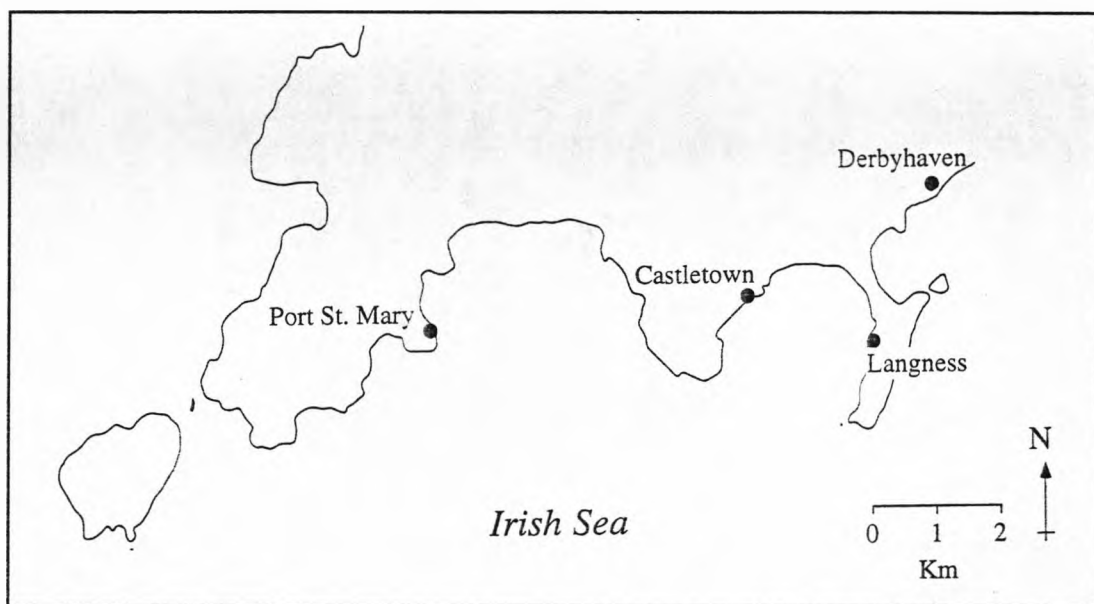 Derbyhaven
Castletown
Port St. Mary
Langness
N
Irish Sea
0 1 2
Km